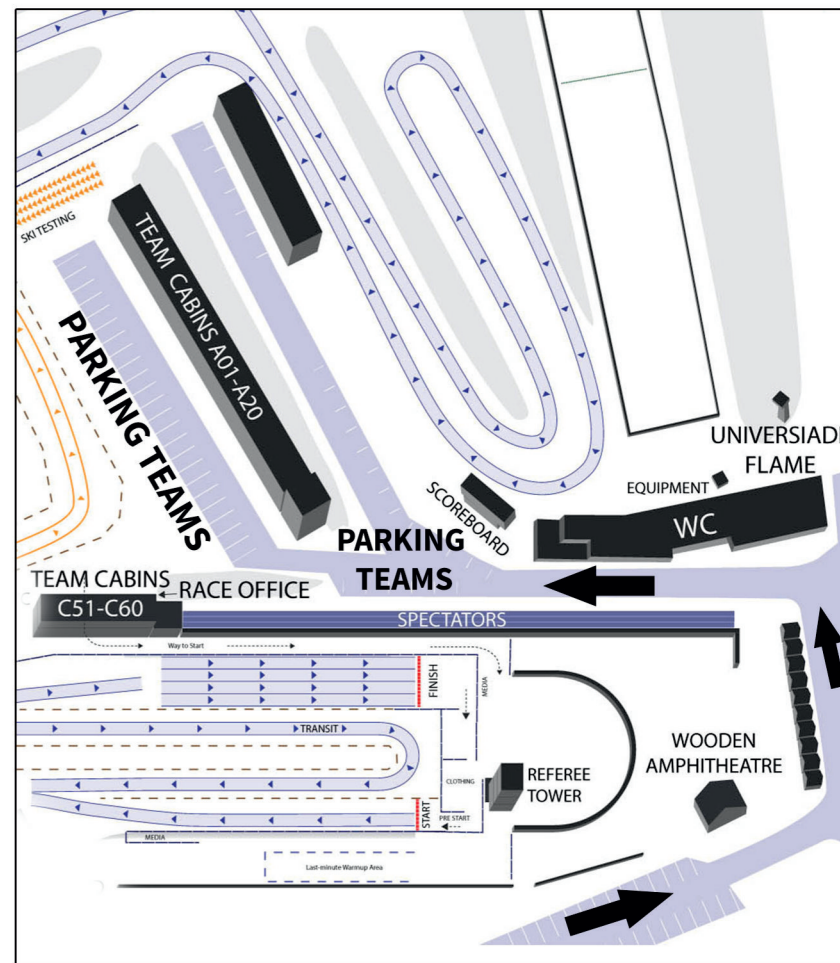 SKI TESTING
TEAM CABINS A01-A20
PARKING TEAMS
UNIVERSIADE
FLAME
EQUIPMENT
SCOREBOARD
WC
PARKING
TEAMS
TEAM CABINS
RACE OFFICE
C51-C60
SPECTATORS
Way to Start
FINISH
MEDIA
TRANSIT
WOODEN
AMPHITHEATRE
REFEREE
TOWER
CLOTHING
START
PRE START
MEDIA
Last-minute Warmup Area